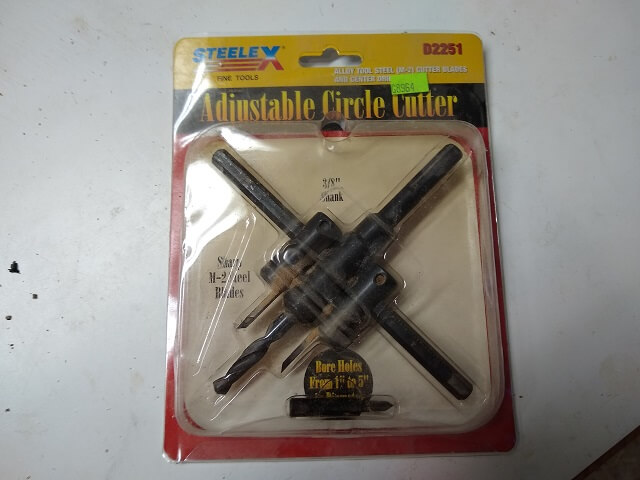 STEELEX
FINE TOOLS
D2251
ALLOY TOOL STEEL (M-2) CUTTER BLADES
AND CENTER DRILL
G8964
Adjustable Circle Cutter
3/8"
Shank
Sharp
M-2 Steel
Blades
Bore Holes
From 1" to 5"